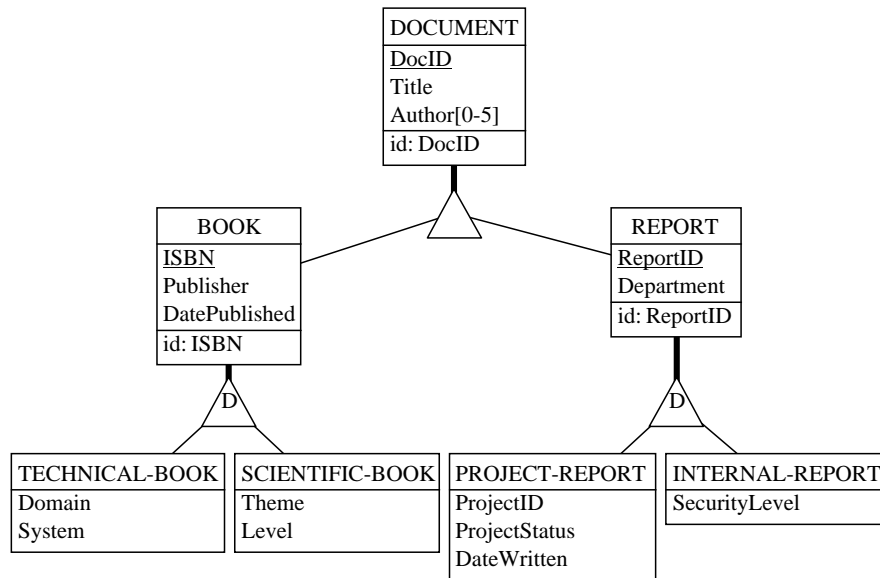 DOCUMENT
DocID
Title
Author[0-5]
id: DocID
BOOK
ISBN
Publisher
DatePublished
id: ISBN
REPORT
ReportID
Department
id: ReportID
D
D
TECHNICAL-BOOK
Domain
System
SCIENTIFIC-BOOK
Theme
Level
PROJECT-REPORT
ProjectID
ProjectStatus
DateWritten
INTERNAL-REPORT
SecurityLevel